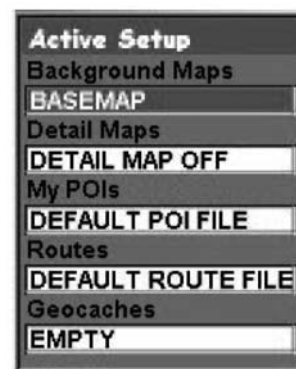 Active Setup
Background Maps
BASEMAP
Detail Maps
DETAIL MAP OFF
My POIs
DEFAULT POI FILE
Routes
DEFAULT ROUTE FILE
Geocaches
EMPTY